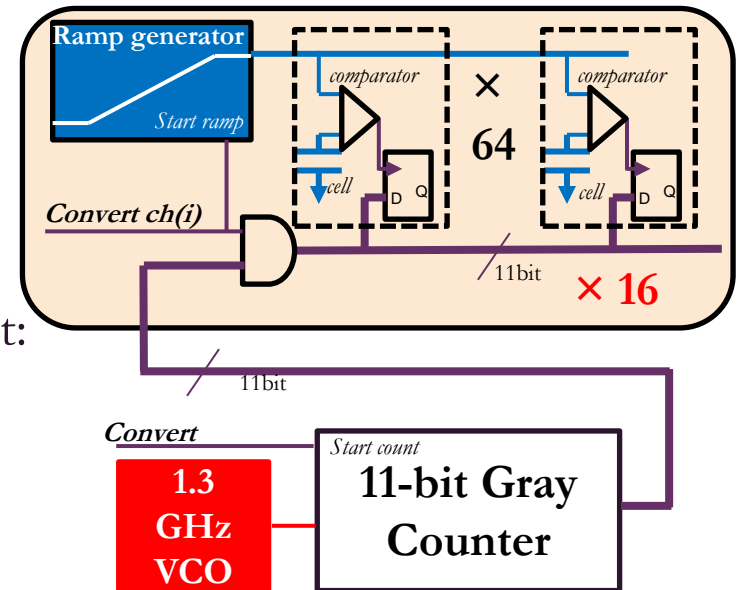 Ramp generator
Start ramp
comparator
cell
D Q
×
64
comparator
cell
D Q
Convert ch(i)
11bit
× 16
t:
11bit
Convert
Start count
1.3
GHz
VCO
11-bit Gray
Counter